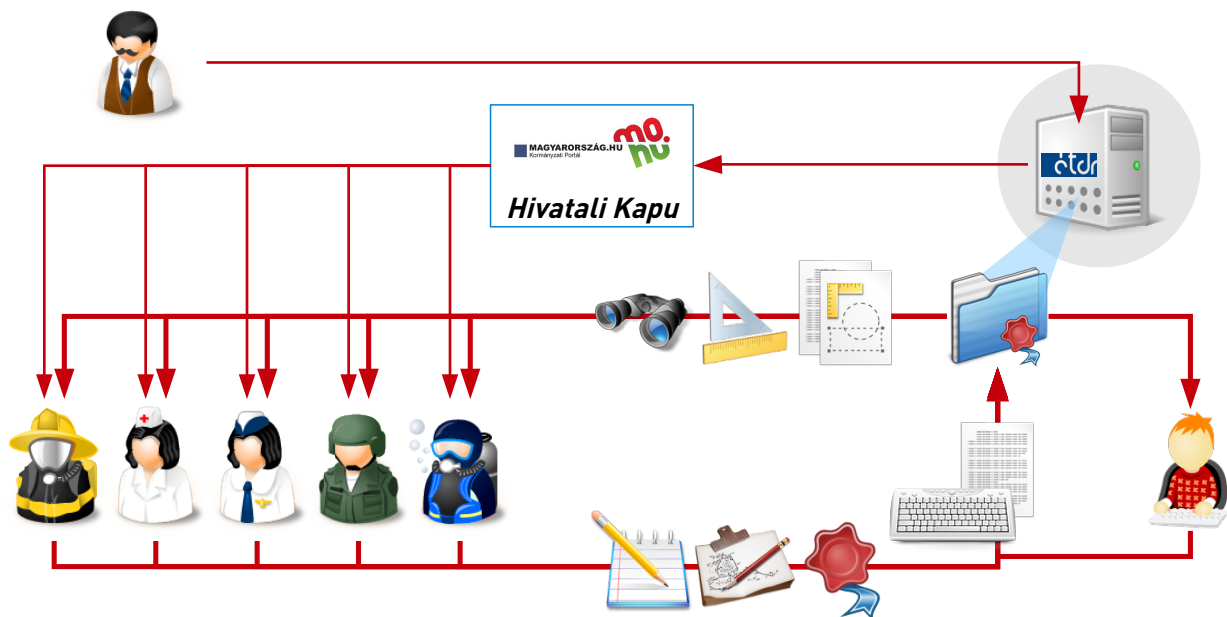 mo.
hu
MAGYARORSZÁG.HU
Kormányzati Portál
Hivatali Kapu
étdr